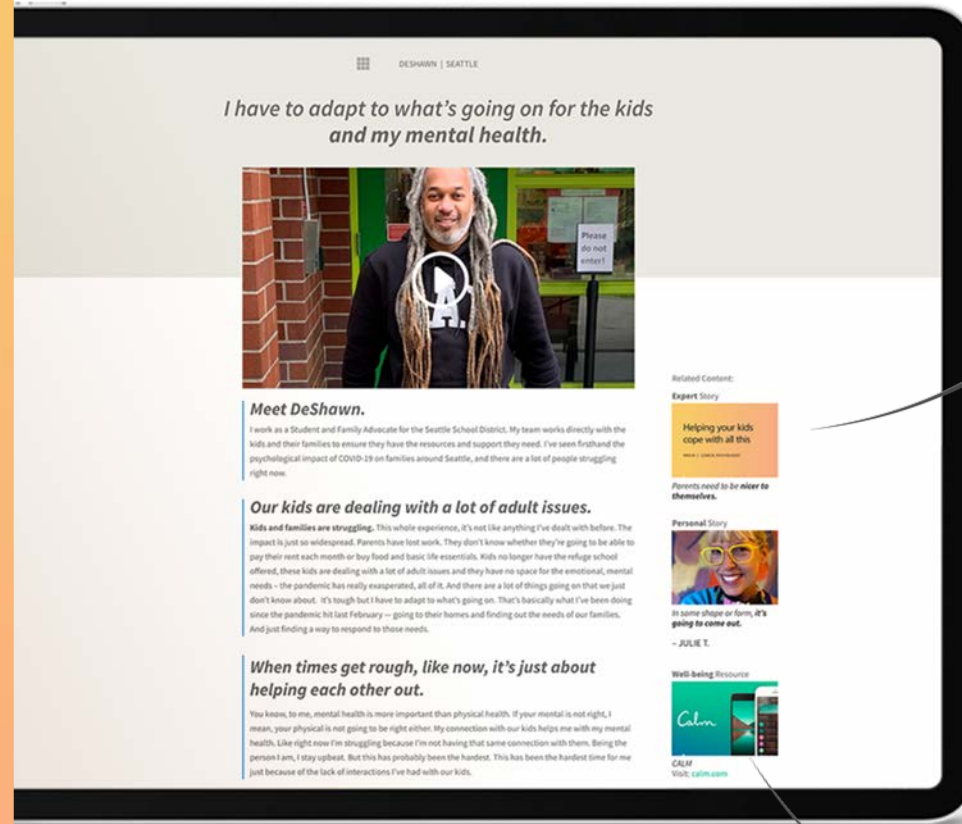 DESHAWN | SEATTLE
I have to adapt to what's going on for the kids
and my mental health.
Please
do not
enter!
A.
Meet DeShawn.
I work as a Student and Family Advocate for the Seattle School District. My team works directly with the
kids and their families to ensure they have the resources and support they need. I've seen firsthand the
psychological impact of COVID-19 on families around Seattle, and there are a lot of people struggling
right now.
Our kids are dealing with a lot of adult issues.
Kids and families are struggling. This whole experience, it's not like anything I've dealt with before. The
impact is just so widespread. Parents have lost work. They don't know whether they're going to be able to
pay their rent each month or buy food and basic life essentials. Kids no longer have the refuge school
offered, these kids are dealing with a lot of adult issues and they have no space for the emotional, mental
needs – the pandemic has really exasperated, all of it. And there are a lot of things going on that we just
don't know about. It's tough but I have to adapt to what's going on. That's basically what I've been doing
since the pandemic hit last February — going to their homes and finding out the needs of our families.
And just finding a way to respond to those needs.
When times get rough, like now, it's just about
helping each other out.
You know, to me, mental health is more important than physical health. If your mental is not right, I
mean, your physical is not going to be right either. My connection with our kids helps me with my mental
health. Like right now I'm struggling because I'm not having that same connection with them. Being the
person I am, I stay upbeat. But this has probably been the hardest. This has been the hardest time for me
just because of the lack of interactions I've had with our kids.
Related Content:
Expert Story
Helping your kids
cope with all this
Parents need to be nicer to
themselves.
Personal Story
In some shape or form, it's
going to come out.
– JULIE T.
Well-being Resource
Calm
CALM
Visit: calm.com